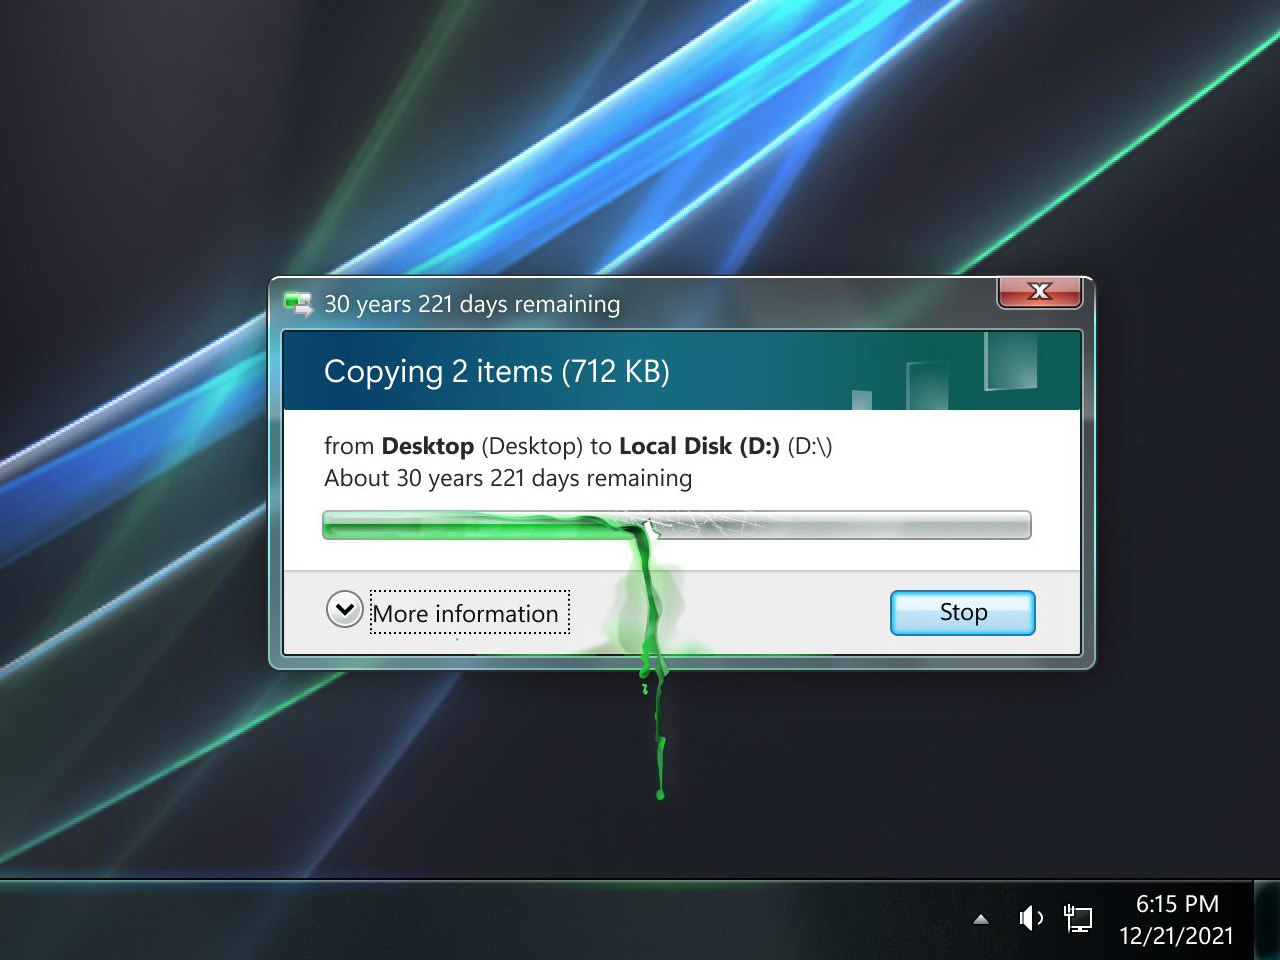 30 years 221 days remaining
Copying 2 items (712 KB)
from Desktop (Desktop) to Local Disk (D:) (D:\)
About 30 years 221 days remaining
More information
Stop
6:15 PM
12/21/2021